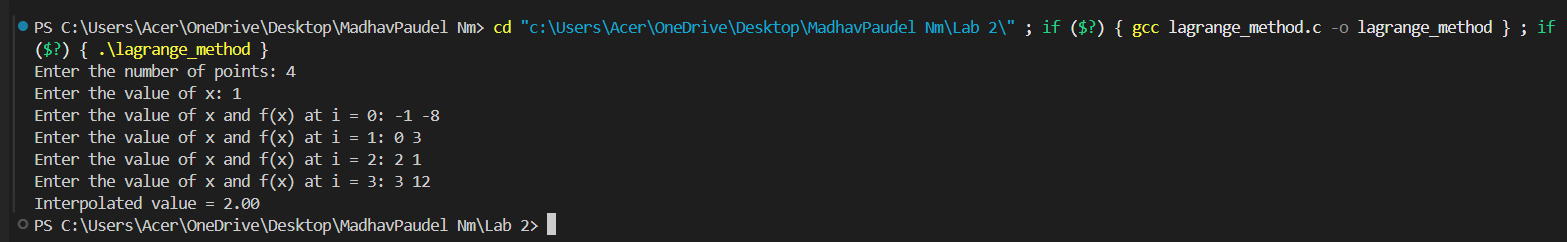 PS C:\Users\Acer\OneDrive\Desktop\MadhavPaudel Nm> cd "c:\Users\Acer\OneDrive\Desktop\MadhavPaudel Nm\Lab 2\" ; if ($?) { gcc lagrange_method.c -o lagrange_method } ; if
($?) { .\lagrange_method }
Enter the number of points: 4
Enter the value of x: 1
Enter the value of x and f(x) at i = 0: -1 -8
Enter the value of x and f(x) at i = 1: 0 3
Enter the value of x and f(x) at i = 2: 2 1
Enter the value of x and f(x) at i = 3: 3 12
Interpolated value = 2.00
PS C:\Users\Acer\OneDrive\Desktop\MadhavPaudel Nm\Lab 2>